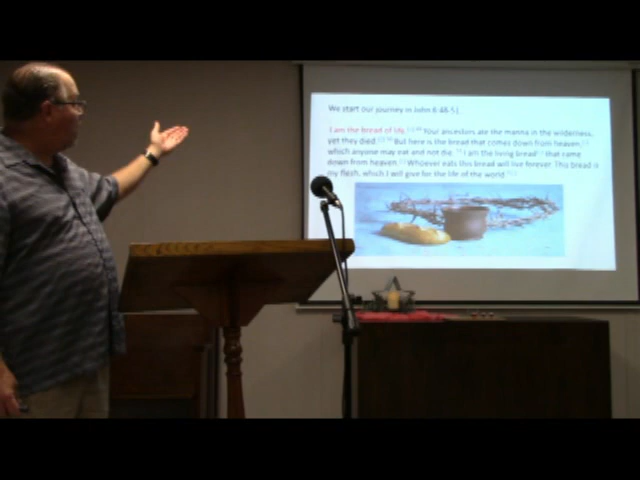 We start our journey in John 6:48-51
I am the bread of life. Your ancestors ate the manna in the wilderness,
yet they died. But here is the bread that comes down from heaven,
which anyone may eat and not die. I am the living bread that came
down from heaven. Whoever eats this bread will live forever. This bread is
my flesh, which I will give for the life of the world.